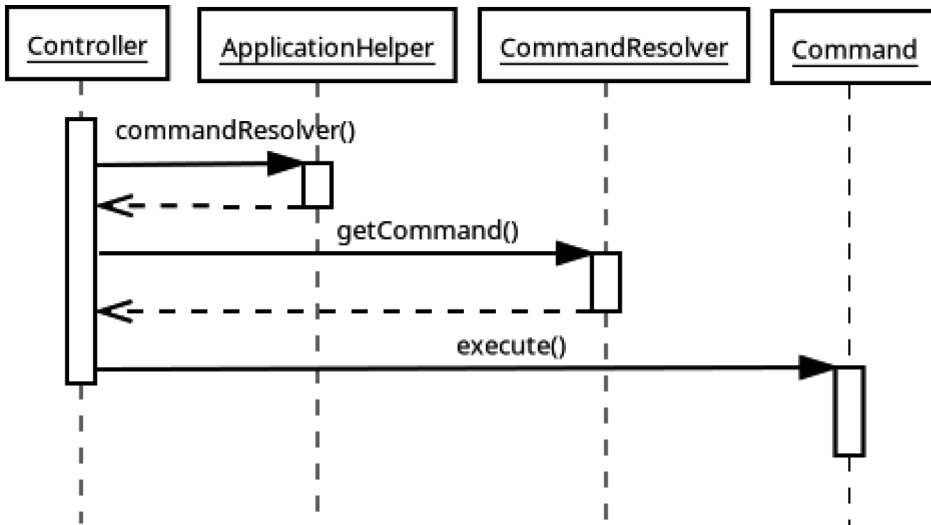 Controller
ApplicationHelper
CommandResolver
Command
commandResolver()
getCommand()
execute()